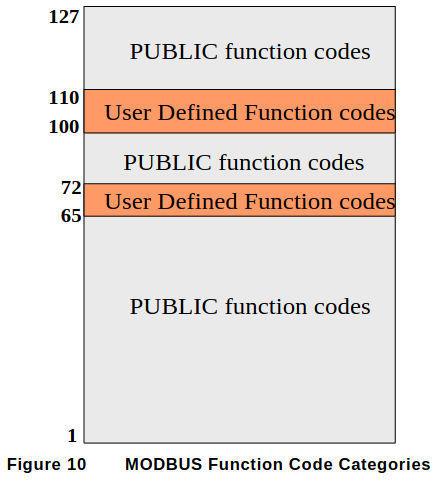 127
PUBLIC function codes
110
User Defined Function codes
100
PUBLIC function codes
72
User Defined Function codes
65
PUBLIC function codes
1
Figure 10 MODBUS Function Code Categories